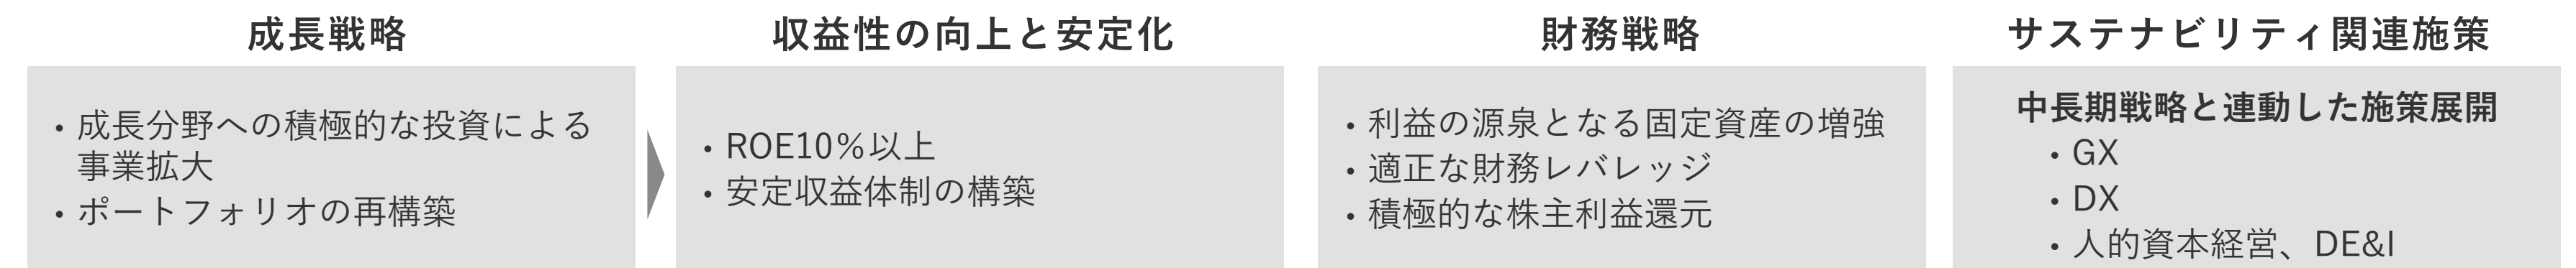 成長戦略
・成長分野への積極的な投資による
事業拡大
・ポートフォリオの再構築
収益性の向上と安定化
・ROE10％以上
・安定収益体制の構築
財務戦略
・利益の源泉となる固定資産の増強
・適正な財務レバレッジ
・積極的な株主利益還元
サステナビリティ関連施策
中長期戦略と連動した施策展開
・GX
・DX
・人的資本経営、DE&I